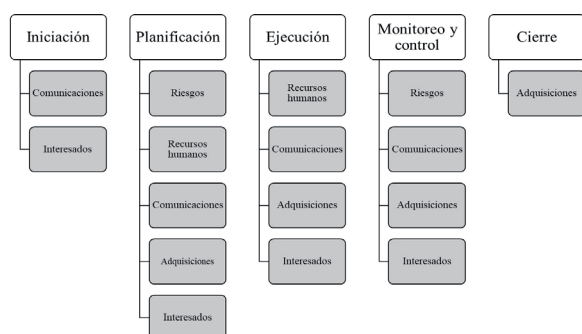 Iniciación
Comunicaciones
Interesados
Planificación
Riesgos
Recursos
humanos
Comunicaciones
Adquisiciones
Interesados
Ejecución
Recursos
humanos
Comunicaciones
Adquisiciones
Interesados
Monitoreo y
control
Riesgos
Comunicaciones
Adquisiciones
Interesados
Cierre
Adquisiciones